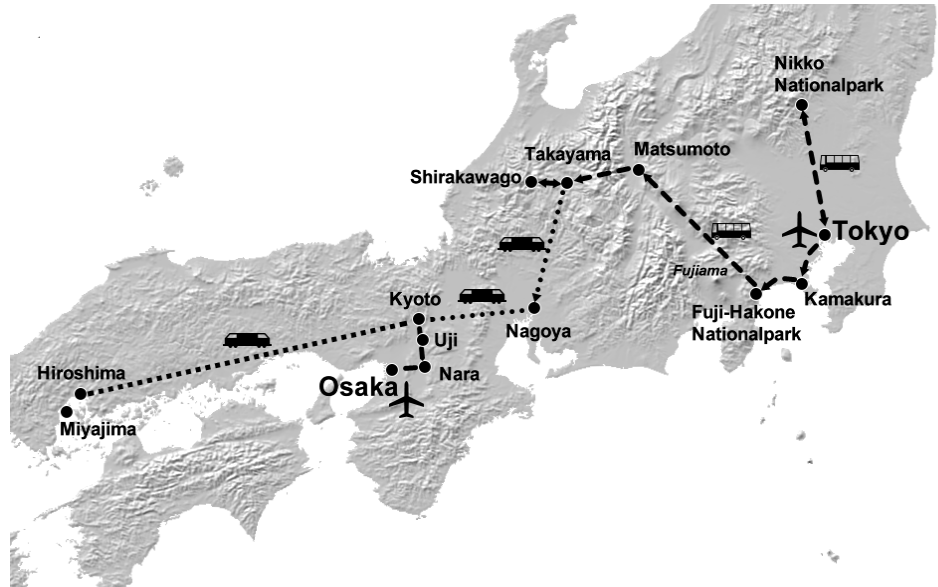 Nikko
Nationalpark
Takayama
Matsumoto
Shirakawago
Tokyo
Fujiama
Kyoto
Kamakura
Fuji-Hakone
Nationalpark
Nagoya
Uji
Hiroshima
Osaka
Nara
Miyajima